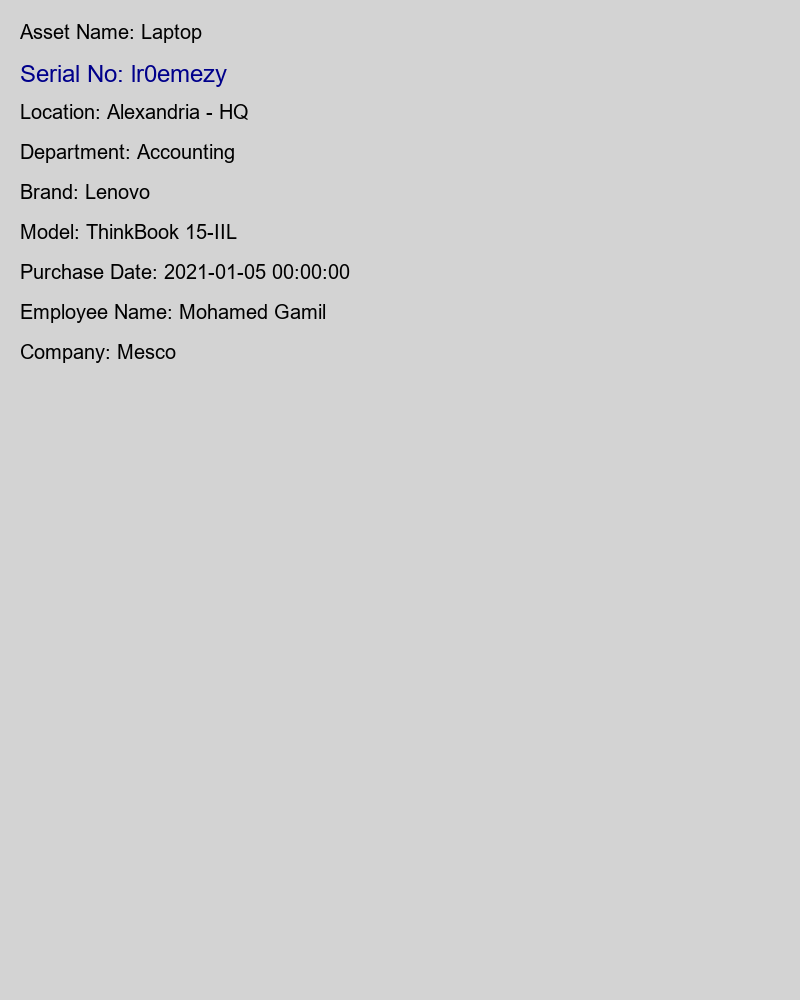 Asset Name: Laptop
Serial No: lr0emezy
Location: Alexandria - HQ
Department: Accounting
Brand: Lenovo
Model: ThinkBook 15-IIL
Purchase Date: 2021-01-05 00:00:00
Employee Name: Mohamed Gamil
Company: Mesco